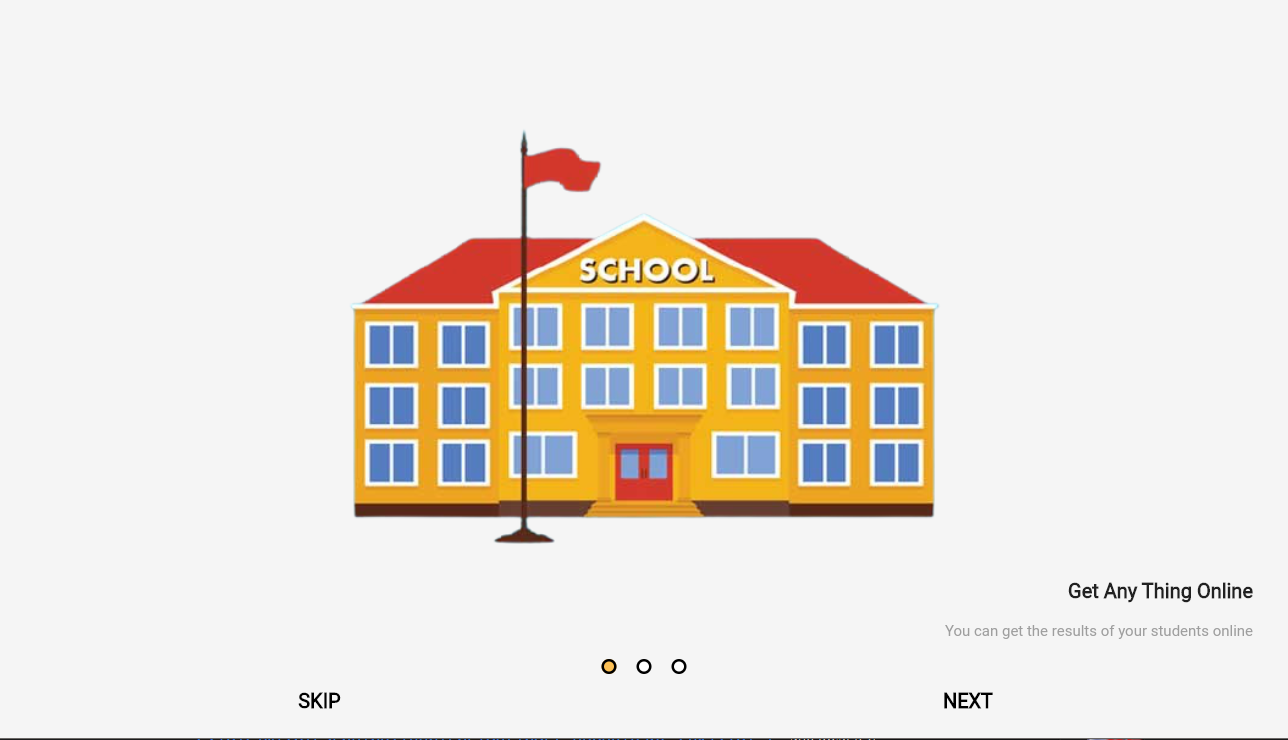 SCHOOL
Get Any Thing Online
You can get the results of your students online
SKIP
NEXT